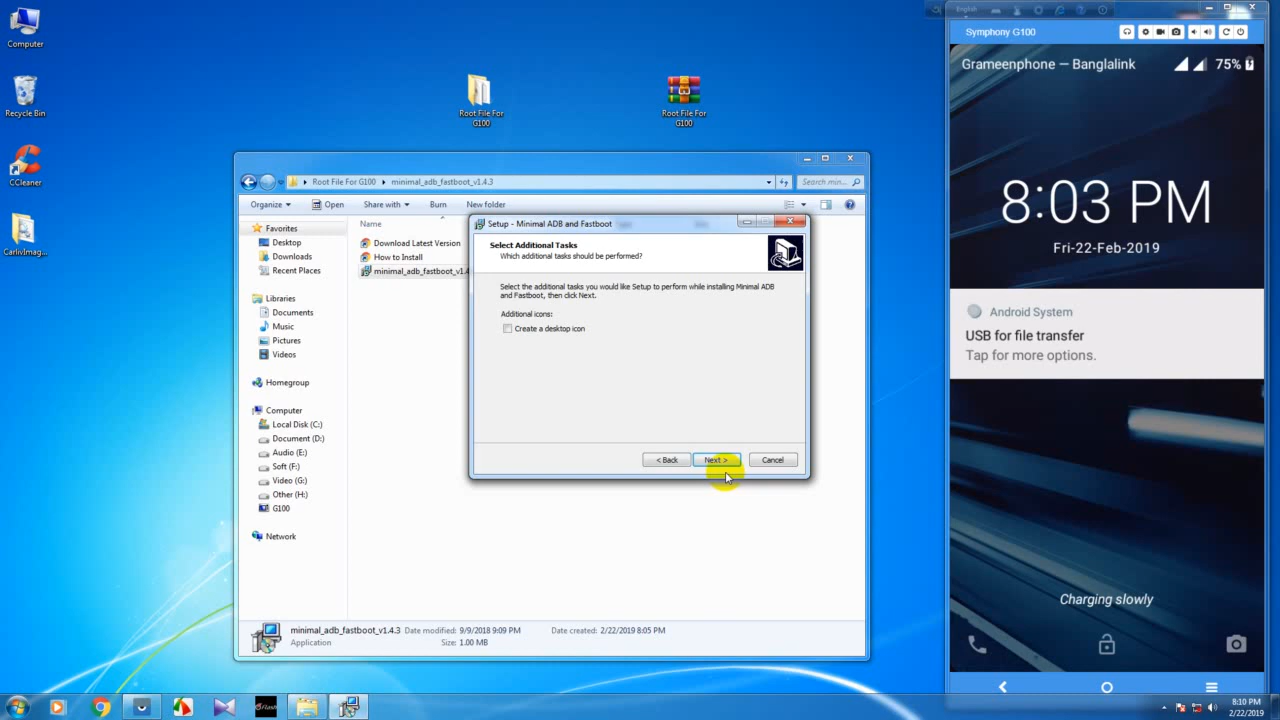 Computer
Recycle Bin
CCleaner
CarlivImag...
Root File For
G100
Root File For
G100
Root File For G100
minimal_adb_fastboot_v1.4.3
Search min...
Organize
Open
Share with
Burn
New folder
Favorites
Desktop
Downloads
Recent Places
Libraries
Documents
Music
Pictures
Videos
Homegroup
Computer
Local Disk (C:)
Document (D:)
Audio (E:)
Soft (F:)
Video (G:)
Other (H:)
G100
Network
Name
Download Latest Version
How to Install
minimal_adb_fastboot_v1.4
Setup - Minimal ADB and Fastboot
Select Additional Tasks
Which additional tasks should be performed?
Select the additional tasks you would like Setup to perform while installing Minimal ADB
and Fastboot, then click Next.
Additional icons:
Create a desktop icon
< Back
Next >
Cancel
minimal_adb_fastboot_v1.4.3 Date modified: 9/9/2018 9:09 PM Date created: 2/22/2019 8:05 PM
Application Size: 1.00 MB
English
Symphony G100
Grameenphone — Banglalink
75%
8:03 PM
Fri-22-Feb-2019
Android System
USB for file transfer
Tap for more options.
Charging slowly
Flash
8:10 PM
2/22/2019